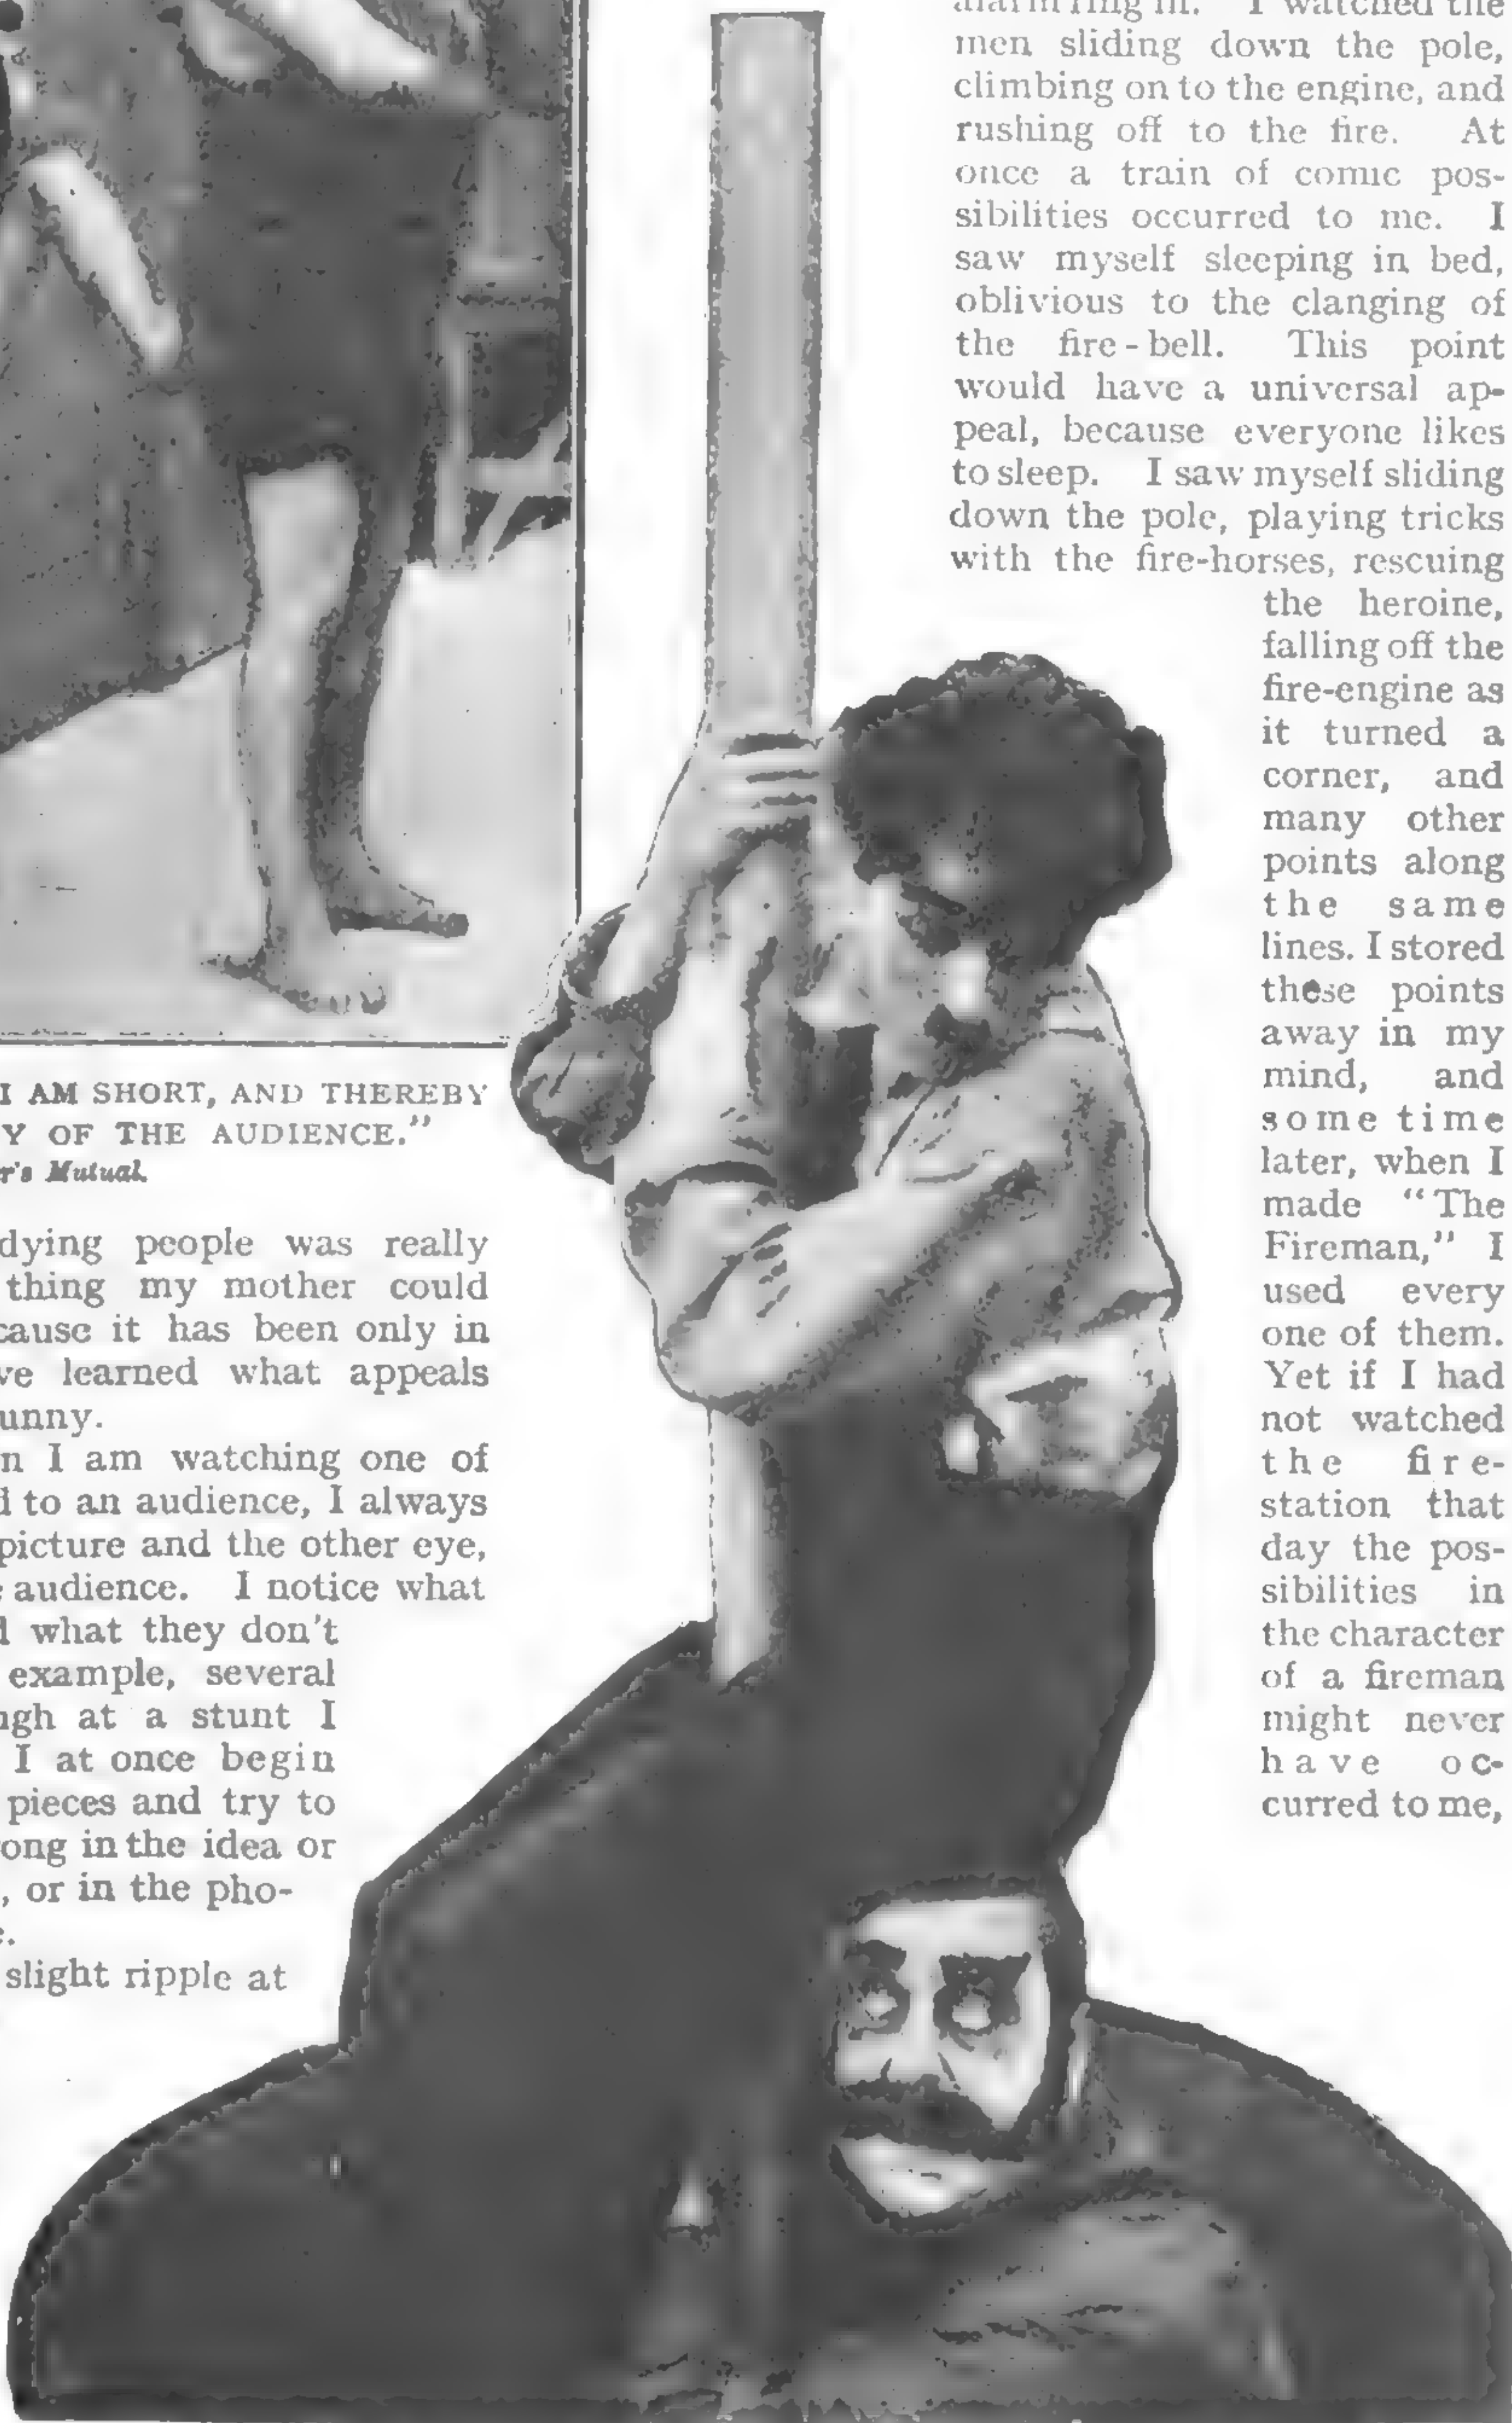 I AM SHORT, AND THEREBY
Y OF THE AUDIENCE."
r's Mutual.
dying people was really
thing my mother could
cause it has been only in
ve learned what appeals
unny.
n I am watching one of
d to an audience, I always
picture and the other eye,
e audience. I notice what
d what they don't
example, several
ugh at a stunt I
I at once begin
pieces and try to
rong in the idea or
, or in the pho-
e.
slight ripple at
alarm ring in. I watched the
men sliding down the pole,
climbing on to the engine, and
rushing off to the fire. At
once a train of comic pos-
sibilities occurred to me. I
saw myself sleeping in bed,
oblivious to the clanging of
the fire-bell. This point
would have a universal ap-
peal, because everyone likes
to sleep. I saw myself sliding
down the pole, playing tricks
with the fire-horses, rescuing
the heroine,
falling off the
fire-engine as
it turned a
corner, and
many other
points along
the same
lines. I stored
these points
away in my
mind, and
some time
later, when I
made "The
Fireman," I
used every
one of them.
Yet if I had
not watched
the fire-
station that
day the pos-
sibilities in
the character
of a fireman
might never
have oc-
curred to me,